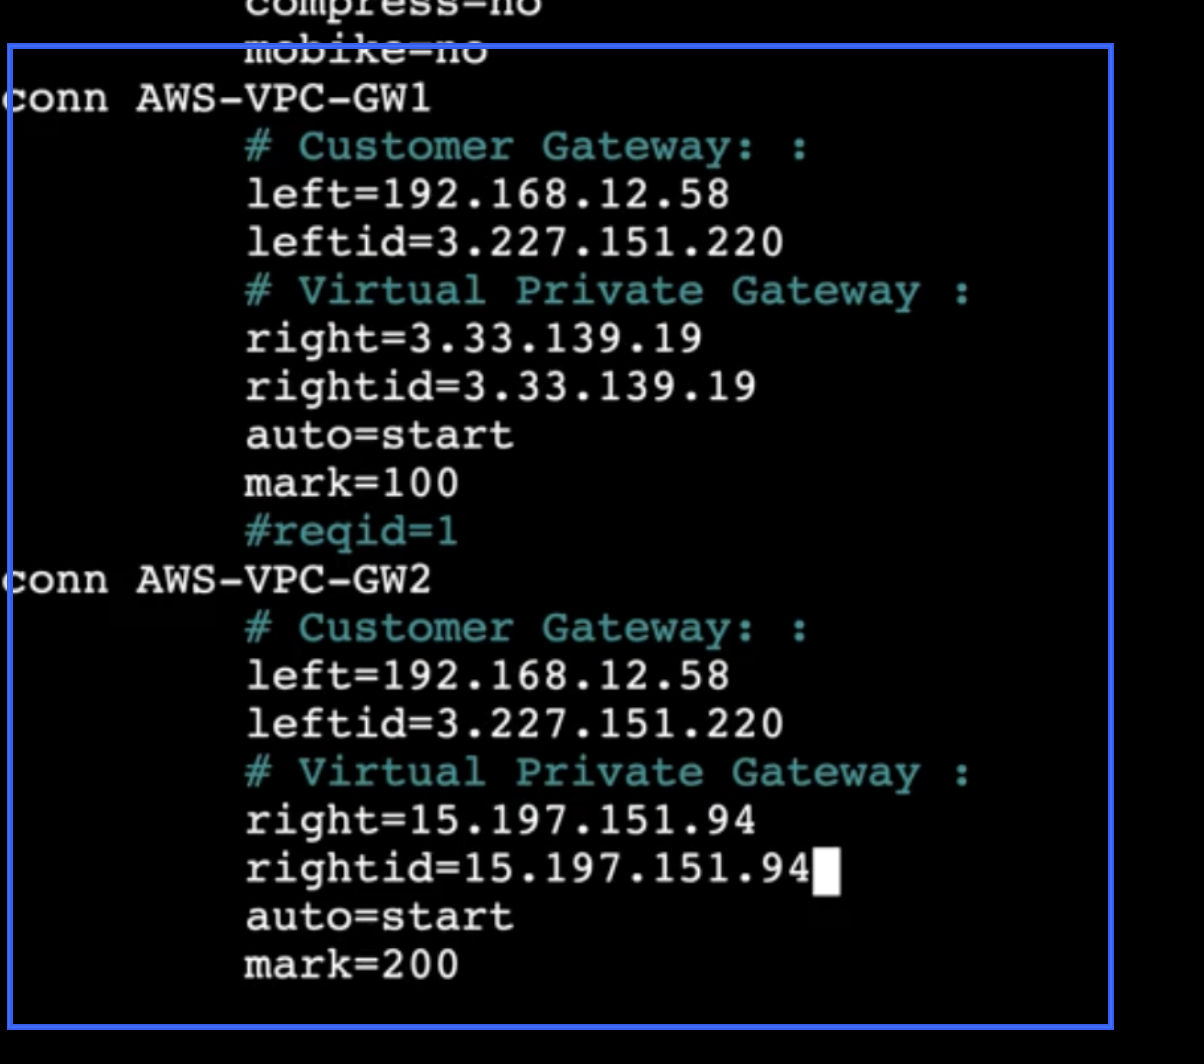 compress=no
mobike=no
conn AWS-VPC-GW1
# Customer Gateway: :
left=192.168.12.58
leftid=3.227.151.220
# Virtual Private Gateway :
right=3.33.139.19
rightid=3.33.139.19
auto=start
mark=100
#reqid=1
conn AWS-VPC-GW2
# Customer Gateway: :
left=192.168.12.58
leftid=3.227.151.220
# Virtual Private Gateway :
right=15.197.151.94
rightid=15.197.151.94
auto=start
mark=200